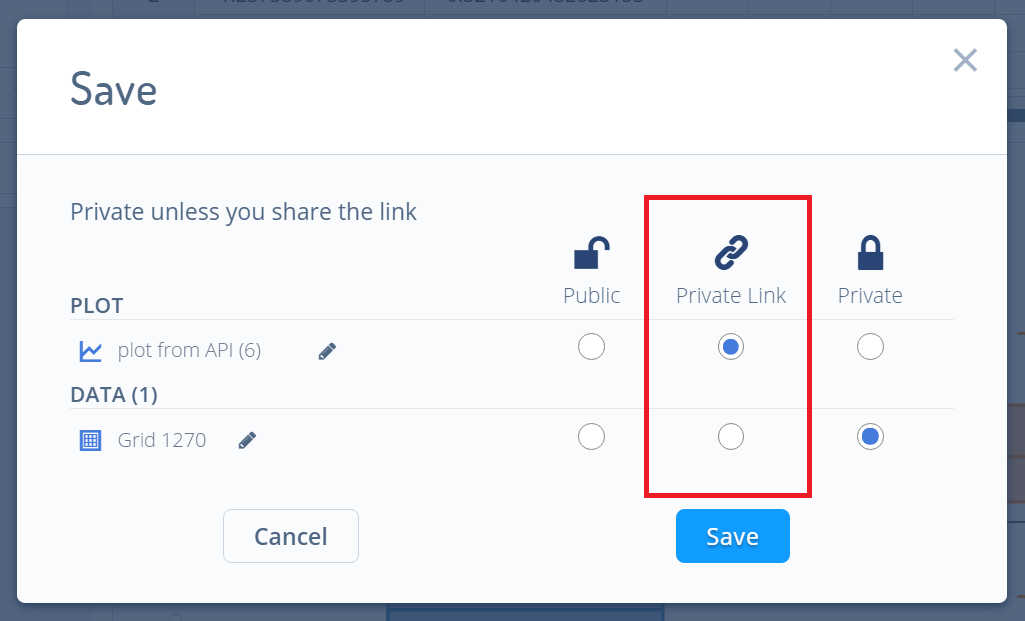 Save
Private unless you share the link
Public Private Link Private
PLOT
plot from API (6)
DATA (1)
Grid 1270
Cancel Save